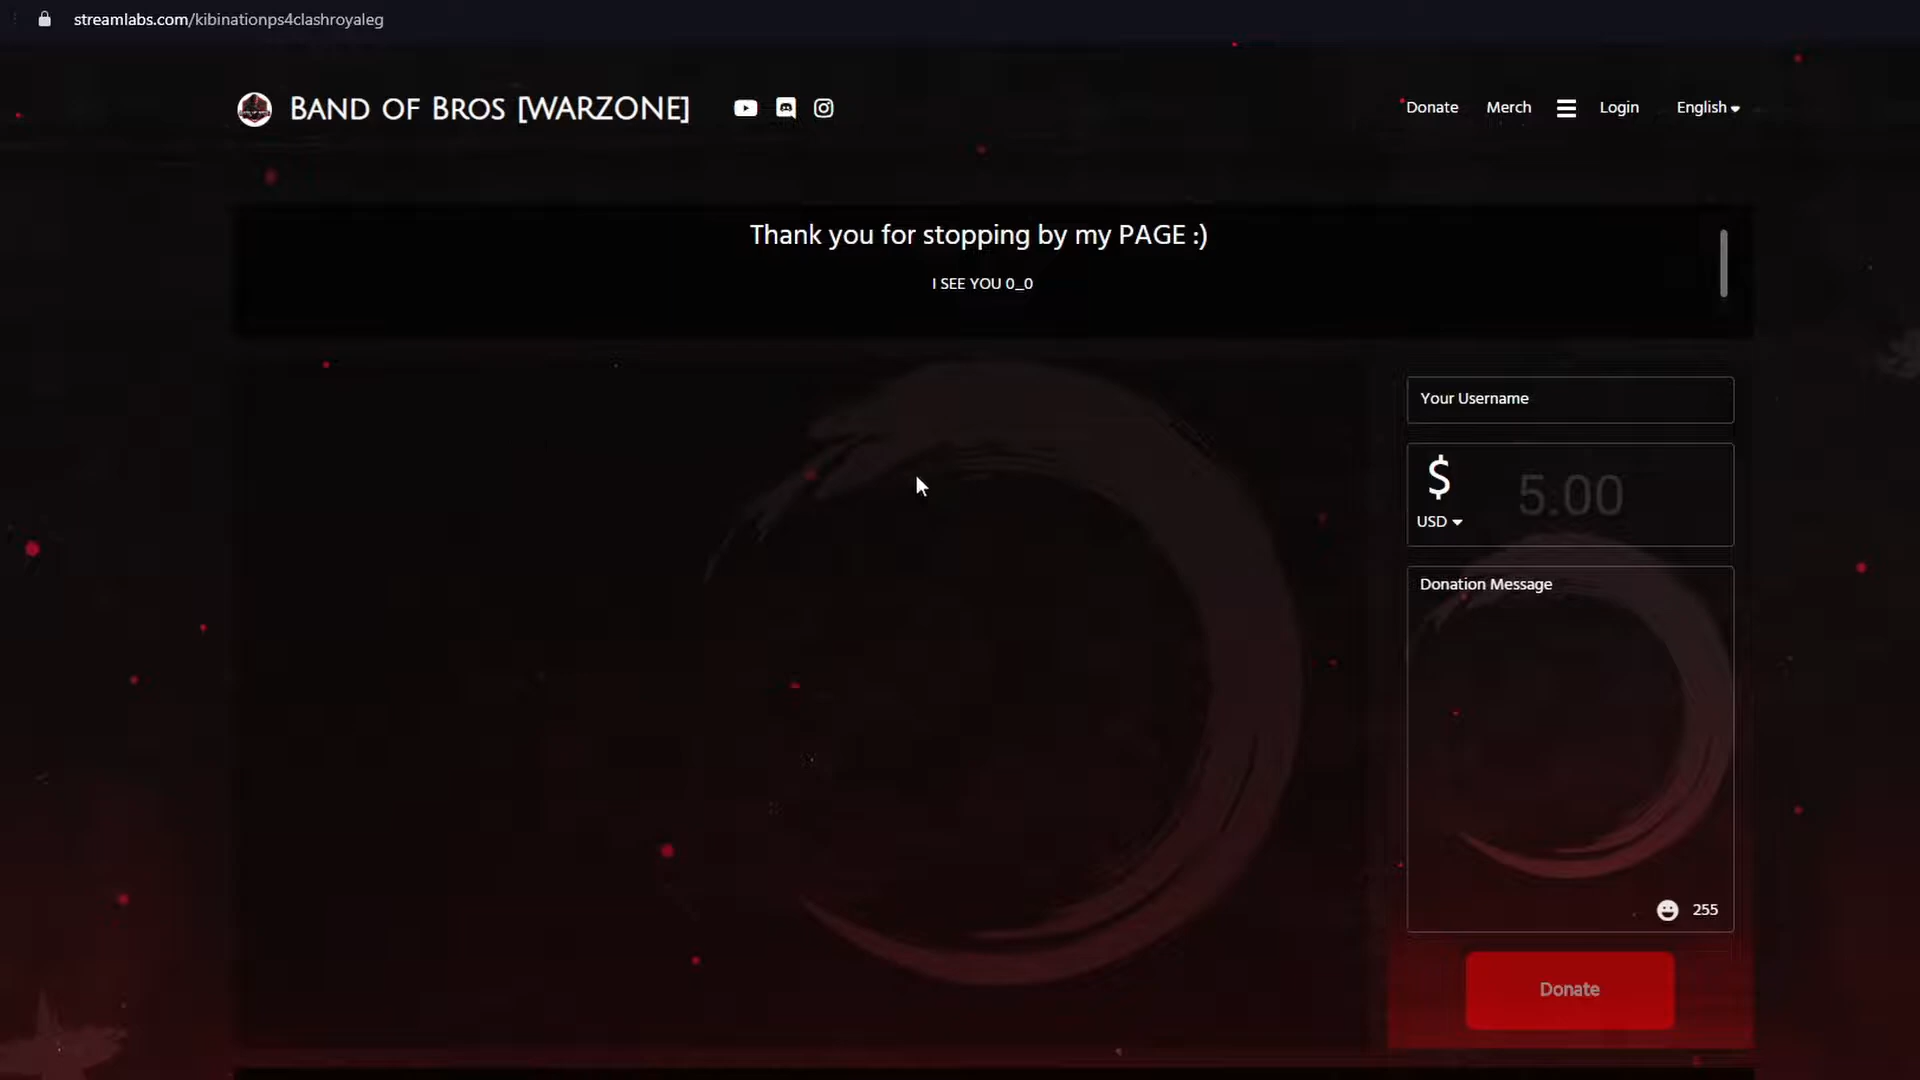 streamlabs.com/kibinationps4clashroyaleg
BAND OF BROS [WARZONE]
Donate
Merch
Login
English
Thank you for stopping by my PAGE :)
I SEE YOU 0_0
Your Username
$
5.00
USD
Donation Message
255
Donate